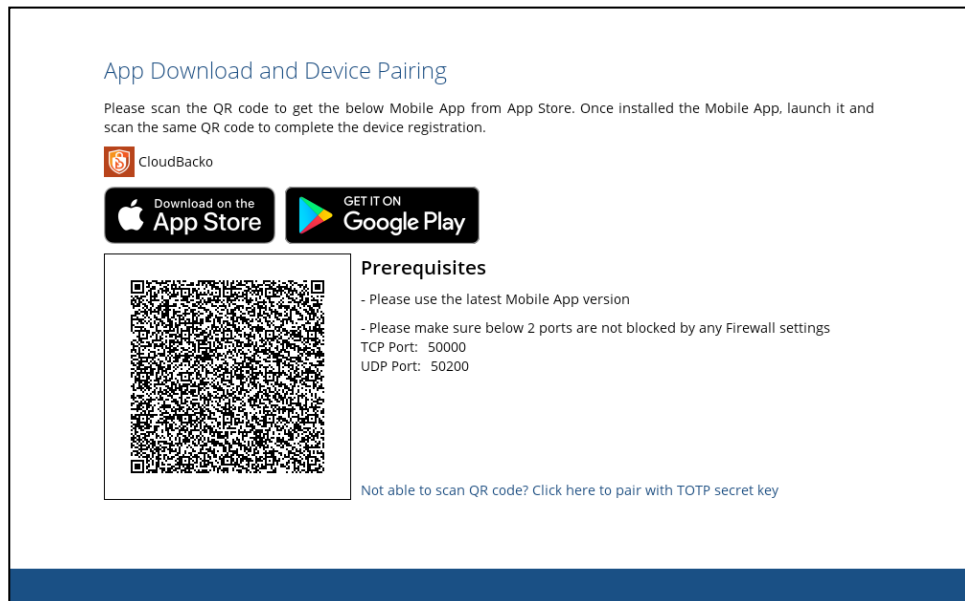 App Download and Device Pairing
Please scan the QR code to get the below Mobile App from App Store. Once installed the Mobile App, launch it and
scan the same QR code to complete the device registration.
CloudBacko
Download on the
App Store
GET IT ON
Google Play
Prerequisites
- Please use the latest Mobile App version
- Please make sure below 2 ports are not blocked by any Firewall settings
TCP Port: 50000
UDP Port: 50200
Not able to scan QR code? Click here to pair with TOTP secret key